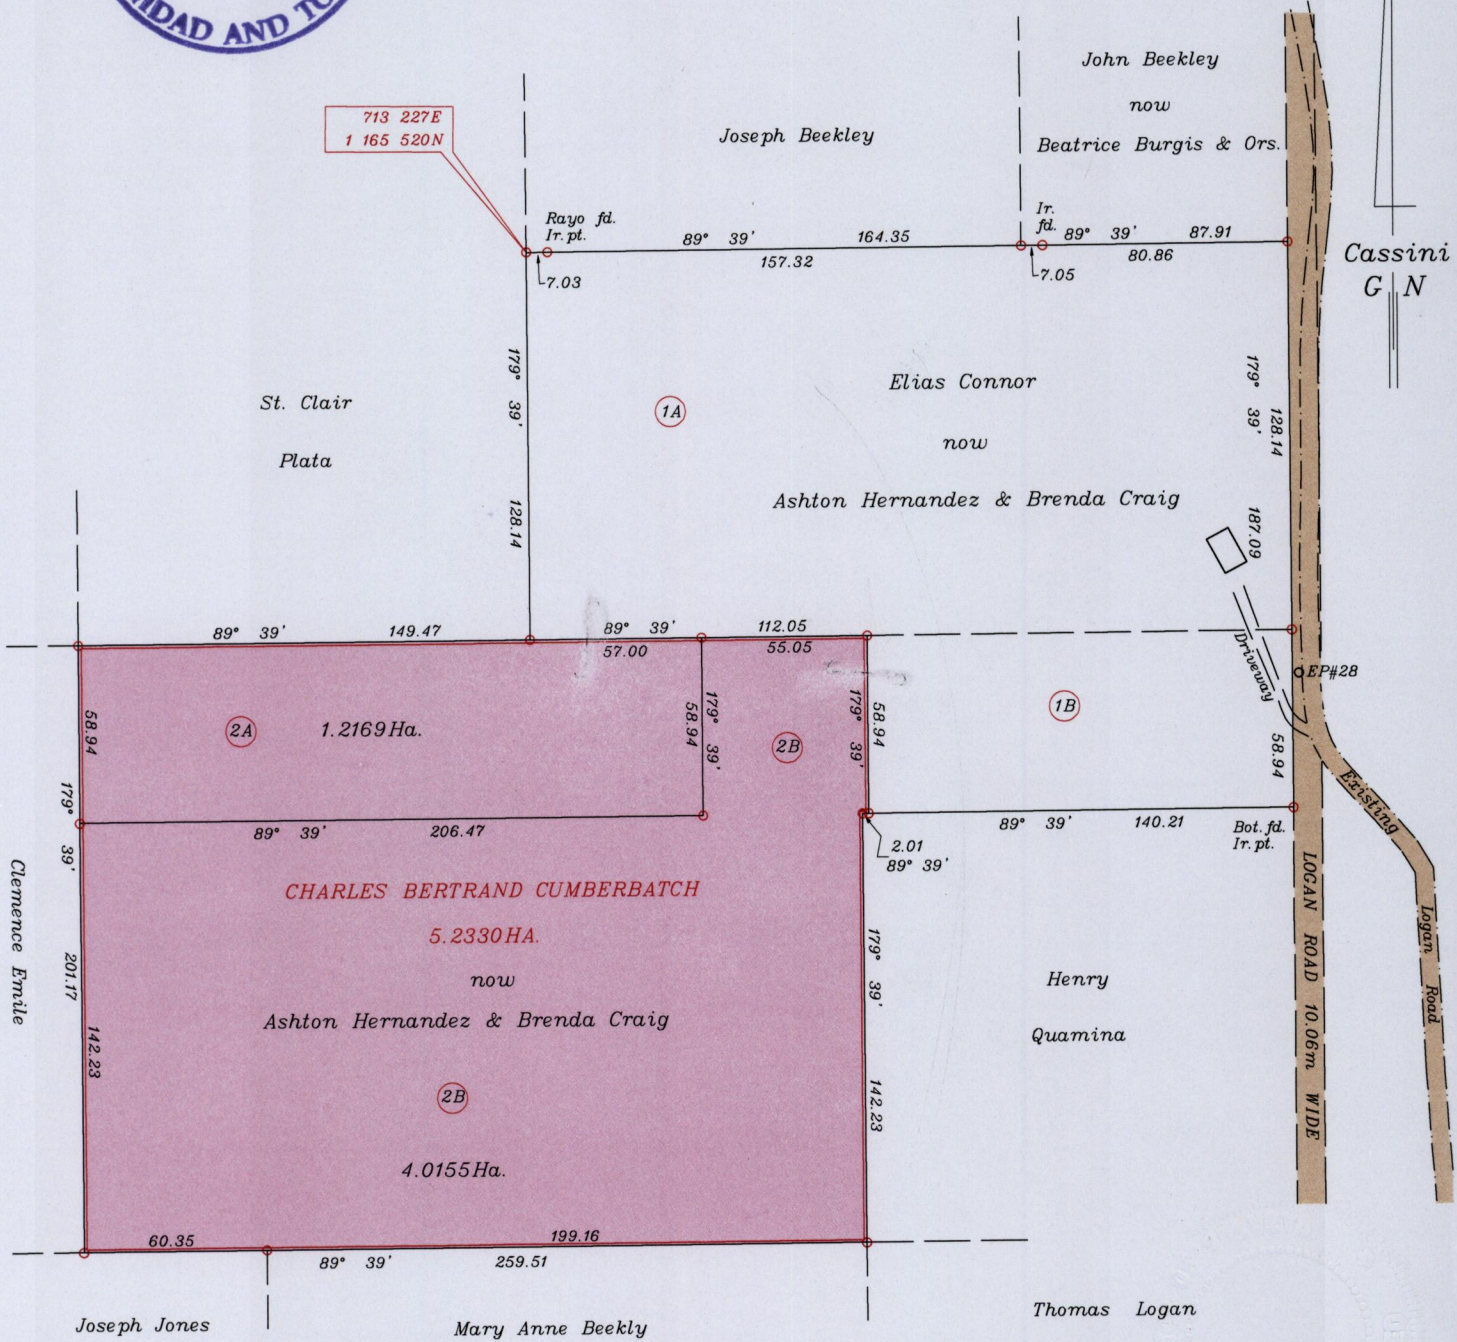 AND
John Beekley
now
Beatrice Burgis & Ors.
713 227E
1 165 520N
Joseph Beekley
Rayo fd.
Ir. pt.
89° 39' 164.35
157.32
7.03
Ir.
fd.
89° 39' 87.91
80.86
7.05
Cassini
G N
179° 39' 128.14
St. Clair
Plata
1A
Elias Connor
now
Ashton Hernandez & Brenda Craig
179° 39'
128.14
187.09
89° 39' 149.47
89° 39' 112.05
57.00 55.05
Driveway
EP#28
58.94
2A
1.2169Ha.
58.94
179° 39'
2B
179° 39'
58.94
1B
58.94
Existing
Logan Road
89° 39' 206.47
2.01
89° 39'
89° 39' 140.21
Bot. fd.
Ir. pt.
179° 39' 201.17
Clemence Emile
CHARLES BERTRAND CUMBERBATCH
5.2330HA.
now
Ashton Hernandez & Brenda Craig
2B
4.0155Ha.
142.23
179° 39' 142.23
Henry
Quamina
LOGAN ROAD 10.06m WIDE
60.35 199.16
89° 39' 259.51
Joseph Jones
Mary Anne Beekly
Thomas Logan